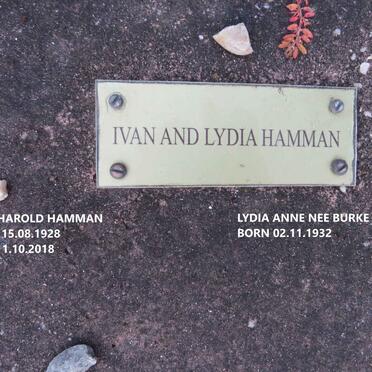 IVAN AND LYDIA HAMMAN
HAROLD HAMMAN
15.08.1928
1.10.2018
LYDIA ANNE NEE BURKE
BORN 02.11.1932